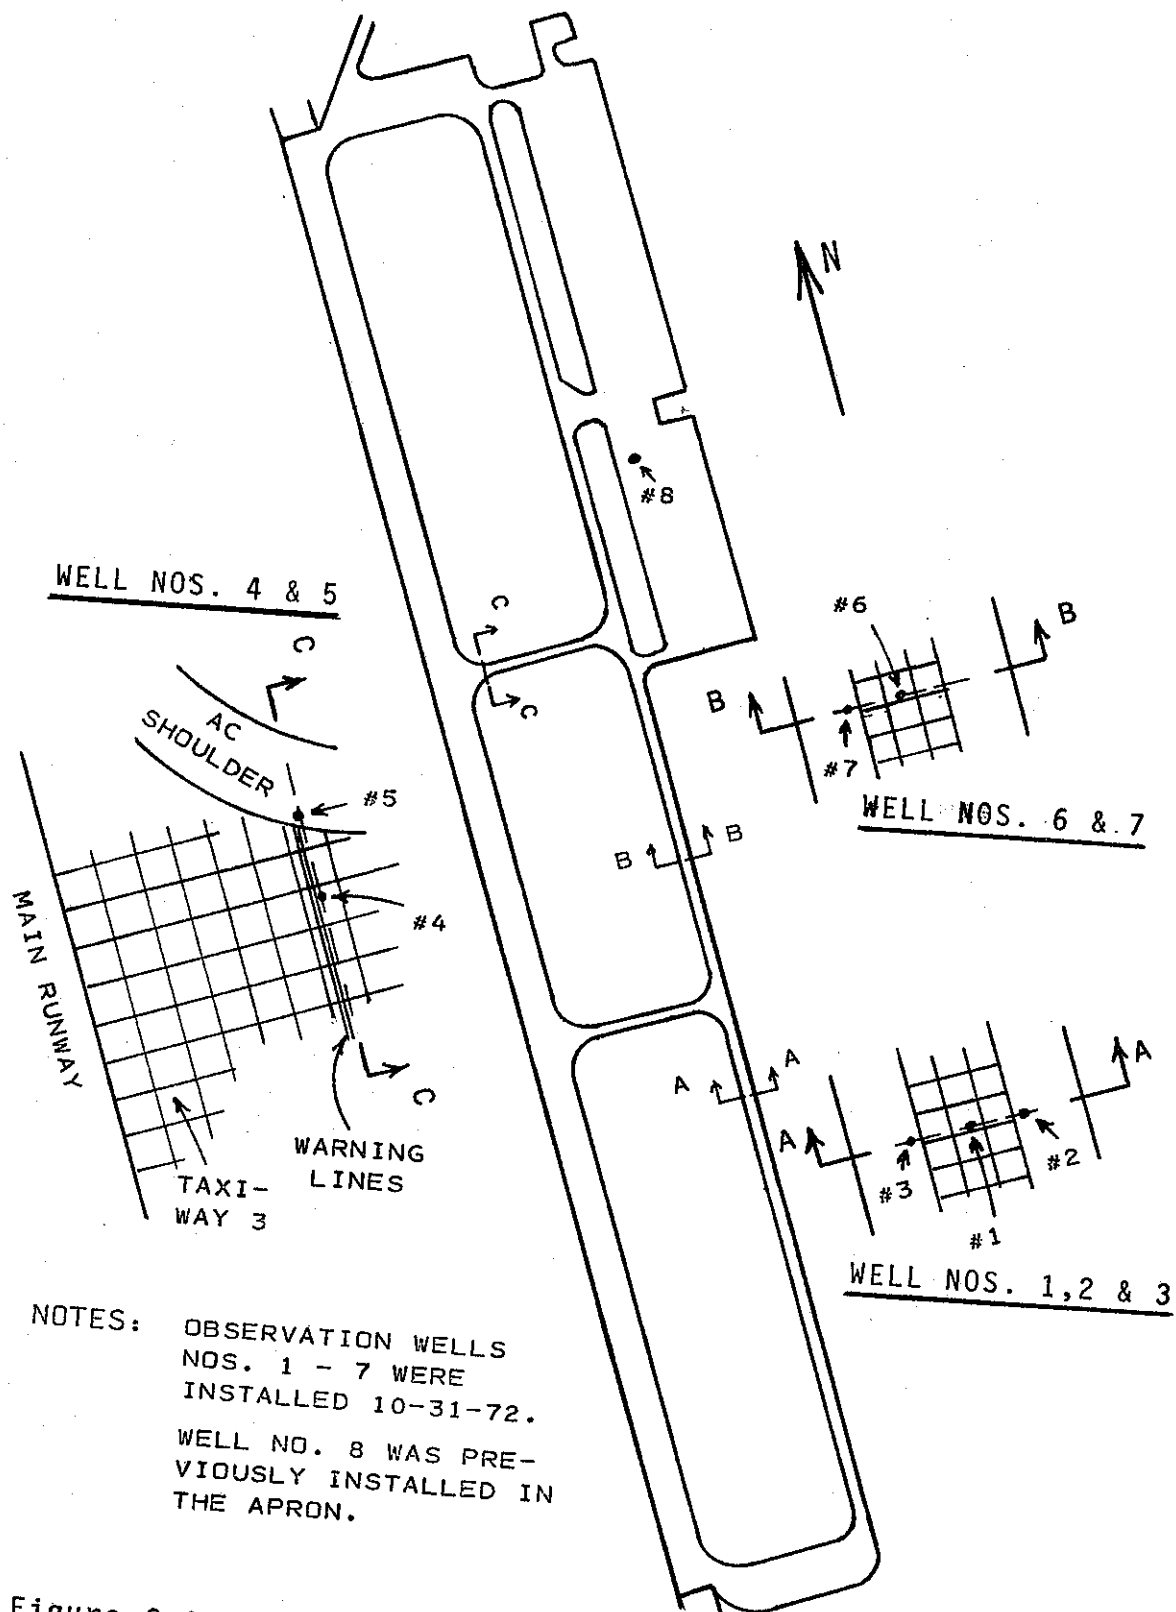 N
#8
WELL NOS. 4 & 5
C
AC
SHOULDER
#5
#4
MAIN RUNWAY
C
WARNING
LINES
TAXI-
WAY 3
C
C
#6
B
B
#7
WELL NOS. 6 & 7
B
B
A
A
A
A
#3
#2
#1
WELL NOS. 1,2 & 3
NOTES: OBSERVATION WELLS
NOS. 1 - 7 WERE
INSTALLED 10-31-72.
WELL NO. 8 WAS PRE-
VIOUSLY INSTALLED IN
THE APRON.
Figure